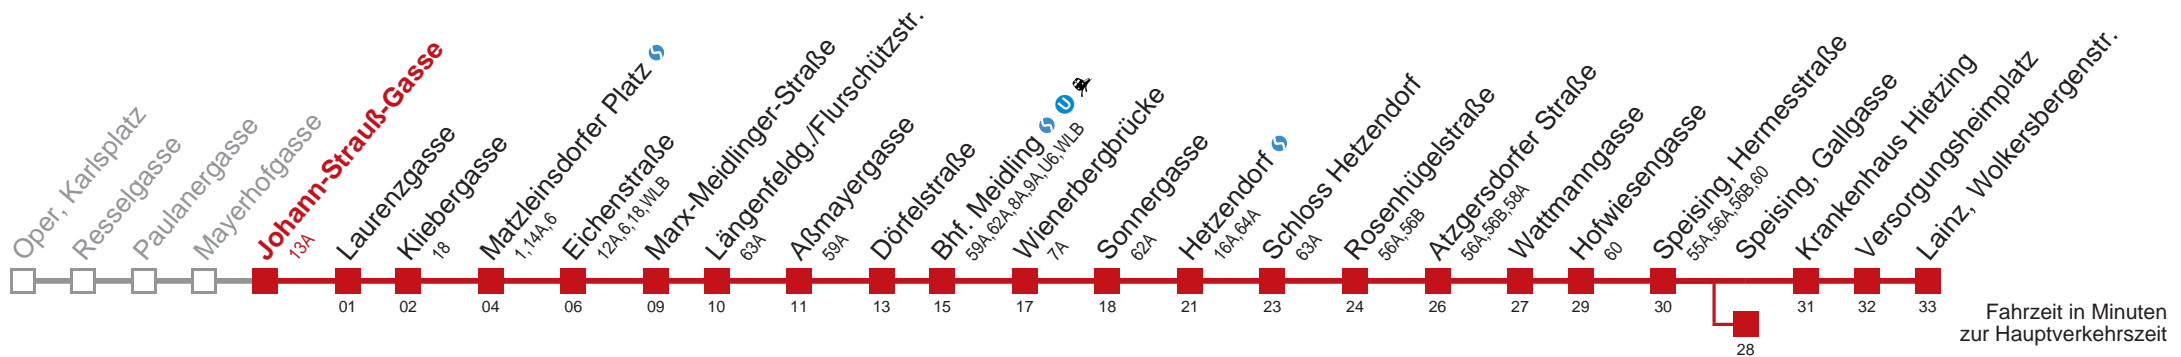 Oper, Karlsplatz
Resselgasse
Paulanergasse
Mayerhofgasse
Johann-Strauß-Gasse
13A
Laurenzgasse
01
Kliebergasse
18
02
Matzleinsdorfer Platz
1, 14A,6
04
Eichenstraße
12A,6,18,WLB
06
Marx-Meidlinger-Straße
09
Längenfeldg./Flurschützstr.
63A
10
Aßmayergasse
59A
11
Dörfelstraße
13
Bhf. Meidling U
59A,62A,8A,9A,U6,WLB
15
Wienerbergbrücke
7A
17
Sonnergasse
62A
18
Hetzendorf
16A,64A
21
Schloss Hetzendorf
63A
23
Rosenhügelstraße
56A,56B
24
Atzgersdorfer Straße
56A,56B,58A
26
Wattmanngasse
27
Hofwiesengasse
60
29
Speising, Hermesstraße
55A,56A,56B,60
30
Speising, Gallgasse
28
Krankenhaus Hietzing
31
Versorgungsheimplatz
32
Lainz, Wolkersbergenstr.
33
Fahrzeit in Minuten
zur Hauptverkehrszeit